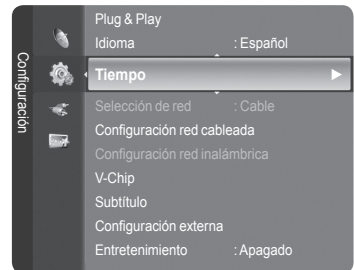 Configuración
Plug & Play
Idioma : Español
Tiempo
Selección de red : Cable
Configuración red cableada
Configuración red inalámbrica
V-Chip
Subtítulo
Configuración externa
Entretenimiento : Apagado